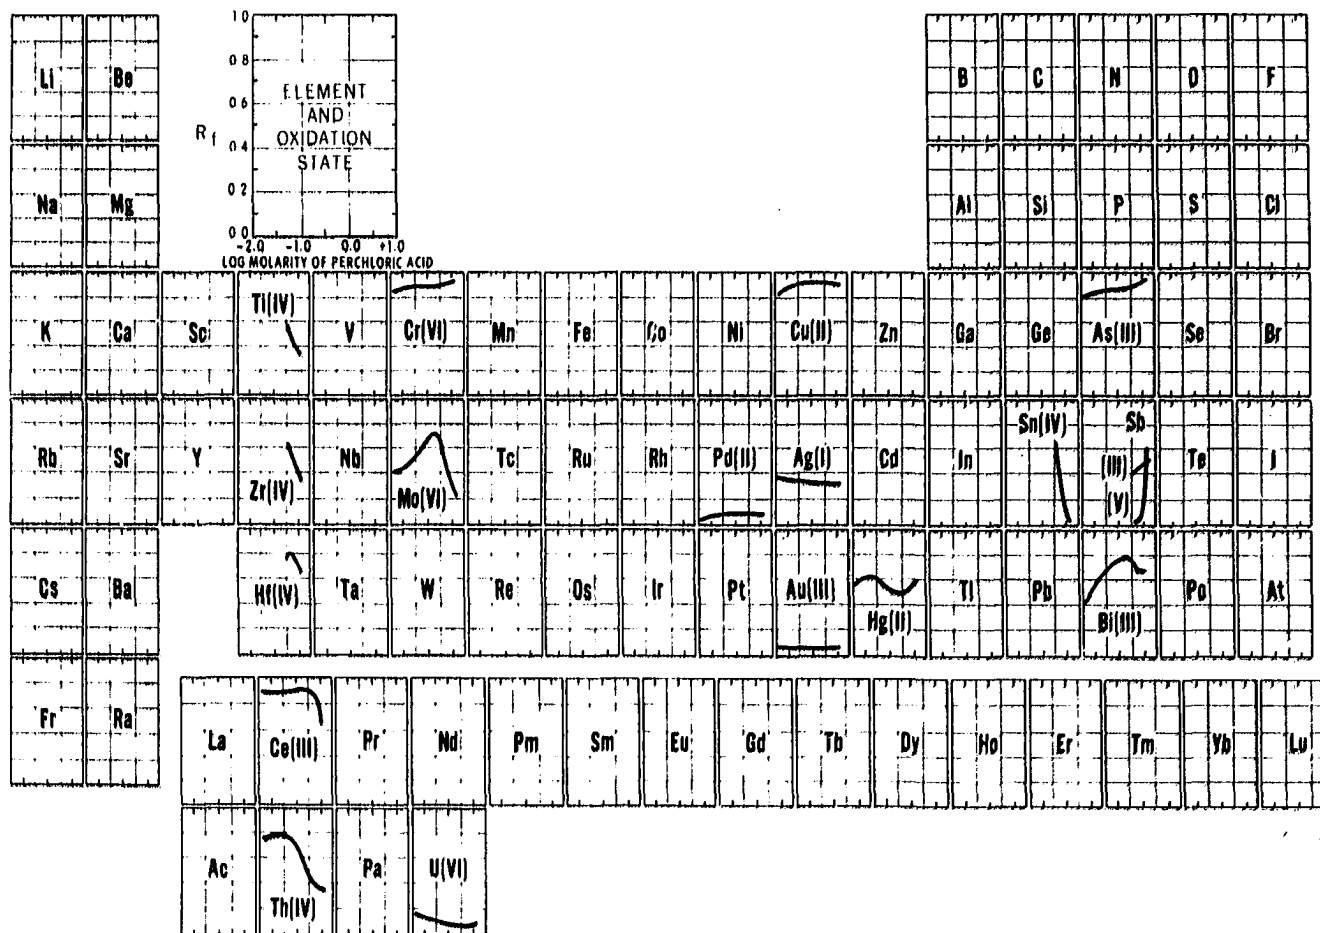 1.0
0.8
0.6
0.4
0.2
0.0
Rf
ELEMENT
AND
OXIDATION
STATE
-2.0 -1.0 0.0 +1.0
LOG MOLARITY OF PERCHLORIC ACID
Li Be B C N O F
Na Mg Al Si P S Cl
K Ca Sc Ti(IV) V Cr(VI) Mn Fe Co Ni Cu(II) Zn Ga Ge As(III) Se Br
Rb Sr Y Zr(IV) Nb Mo(VI) Tc Ru Rh Pd(II) Ag(I) Cd In Sn(IV) Sb (III) (V) Te I
Cs Ba Hf(IV) Ta W Re Os Ir Pt Au(III) Hg(II) Tl Pb Bi(III) Po At
Fr Ra
La Ce(III) Pr Nd Pm Sm Eu Gd Tb Dy Ho Er Tm Yb Lu
Ac Th(IV) Pa U(VI)